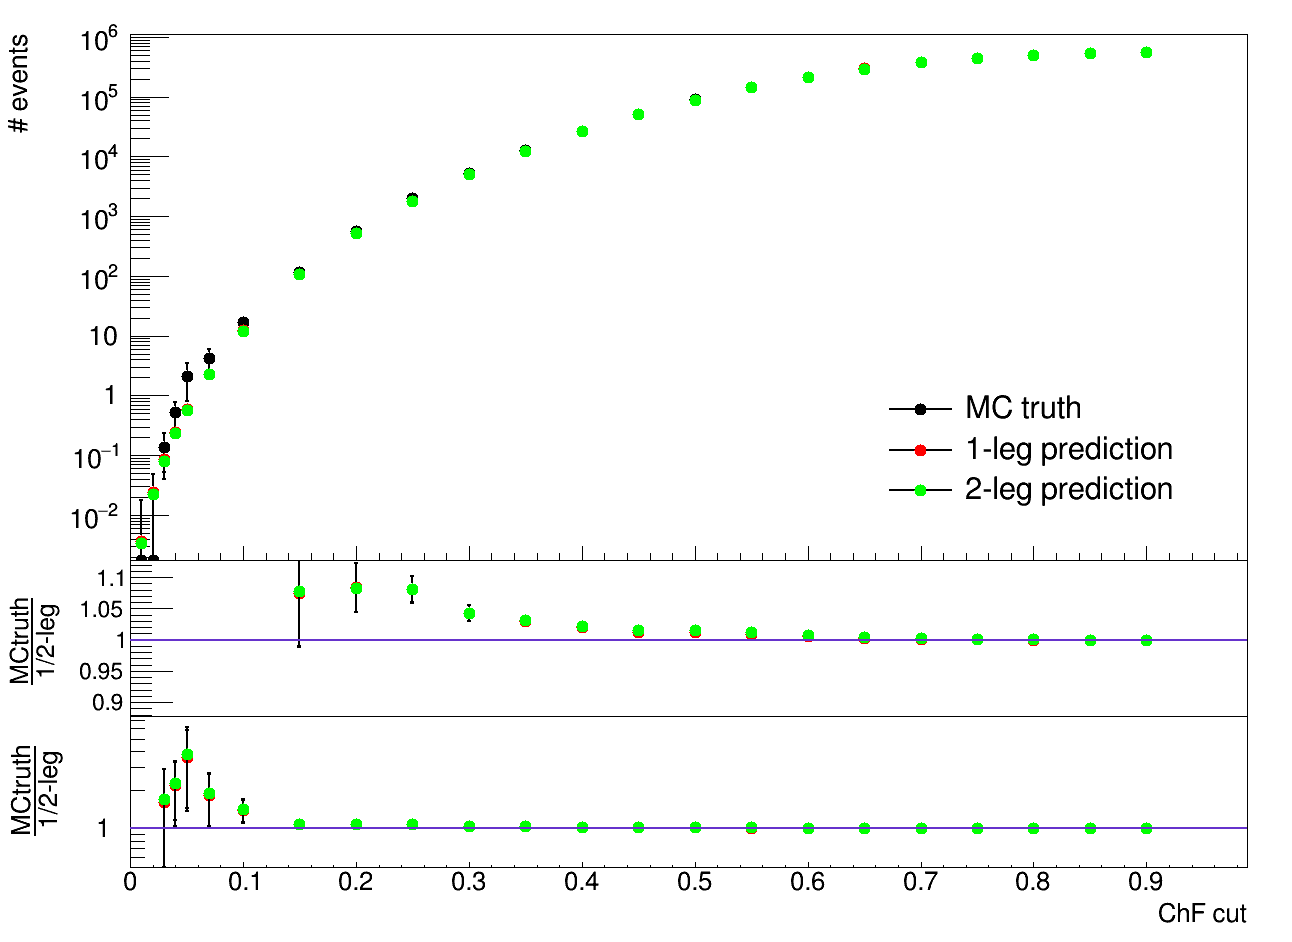 # events
10^6
10^5
10^4
10^3
10^2
10
1
10^−1
10^−2
MC truth
1-leg prediction
2-leg prediction
MCtruth
1/2-leg
1.1
1.05
1
0.95
0.9
MCtruth
1/2-leg
1
0 0.1 0.2 0.3 0.4 0.5 0.6 0.7 0.8 0.9
ChF cut